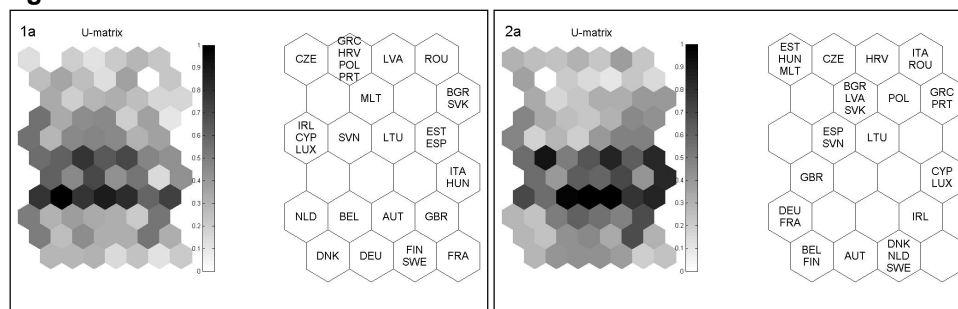 1a
U-matrix
1
0.9
0.8
0.7
0.6
0.5
0.4
0.3
0.2
0.1
0
CZE
GRC
HRV
POL
PRT
LVA
ROU
MLT
BGR
SVK
IRL
CYP
LUX
SVN
LTU
EST
ESP
ITA
HUN
NLD
BEL
AUT
GBR
DNK
DEU
FIN
SWE
FRA
2a
U-matrix
1
0.9
0.8
0.7
0.6
0.5
0.4
0.3
0.2
0.1
0
EST
HUN
MLT
CZE
HRV
ITA
ROU
BGR
LVA
SVK
POL
GRC
PRT
ESP
SVN
LTU
GBR
CYP
LUX
DEU
FRA
IRL
BEL
FIN
AUT
DNK
NLD
SWE